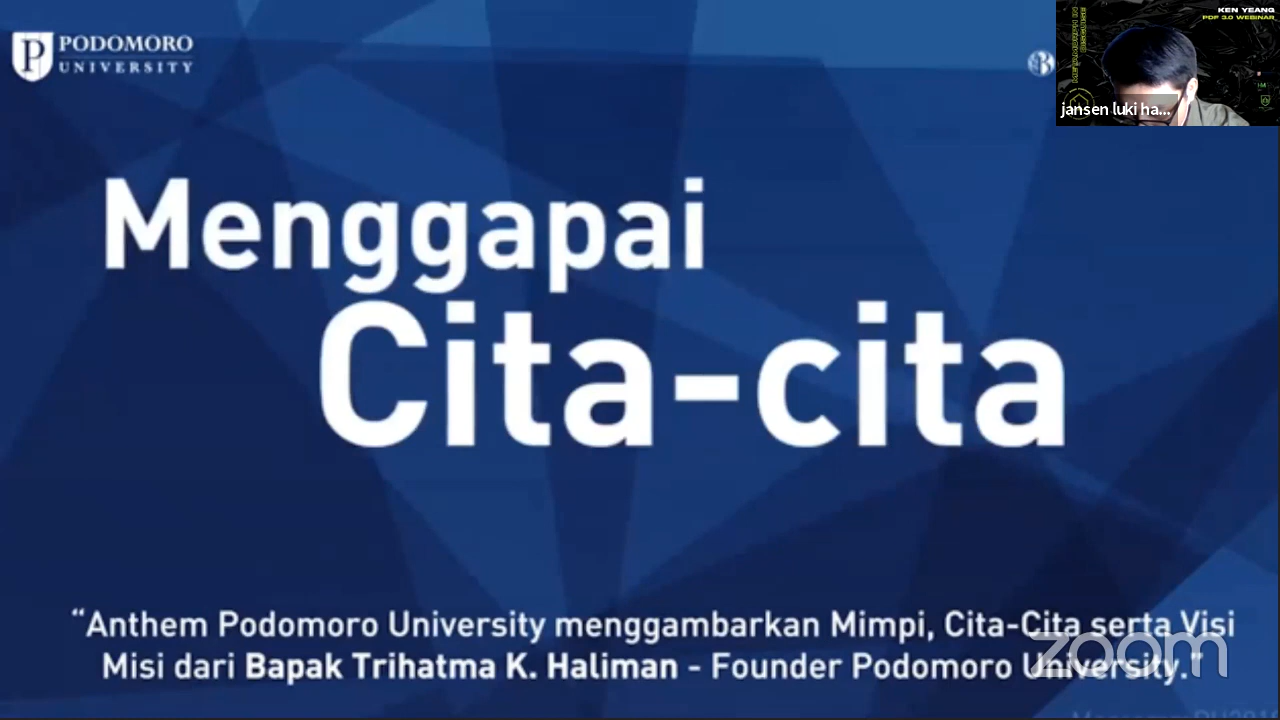 PODOMORO
UNIVERSITY
KEN YEANG
PDF 3.0 WEBINAR
jansen luki ha...
Menggapai
Cita-cita
“Anthem Podomoro University menggambarkan Mimpi, Cita-Cita serta Visi
Misi dari Bapak Trihatma K. Haliman - Founder Podomoro University.”
zoom